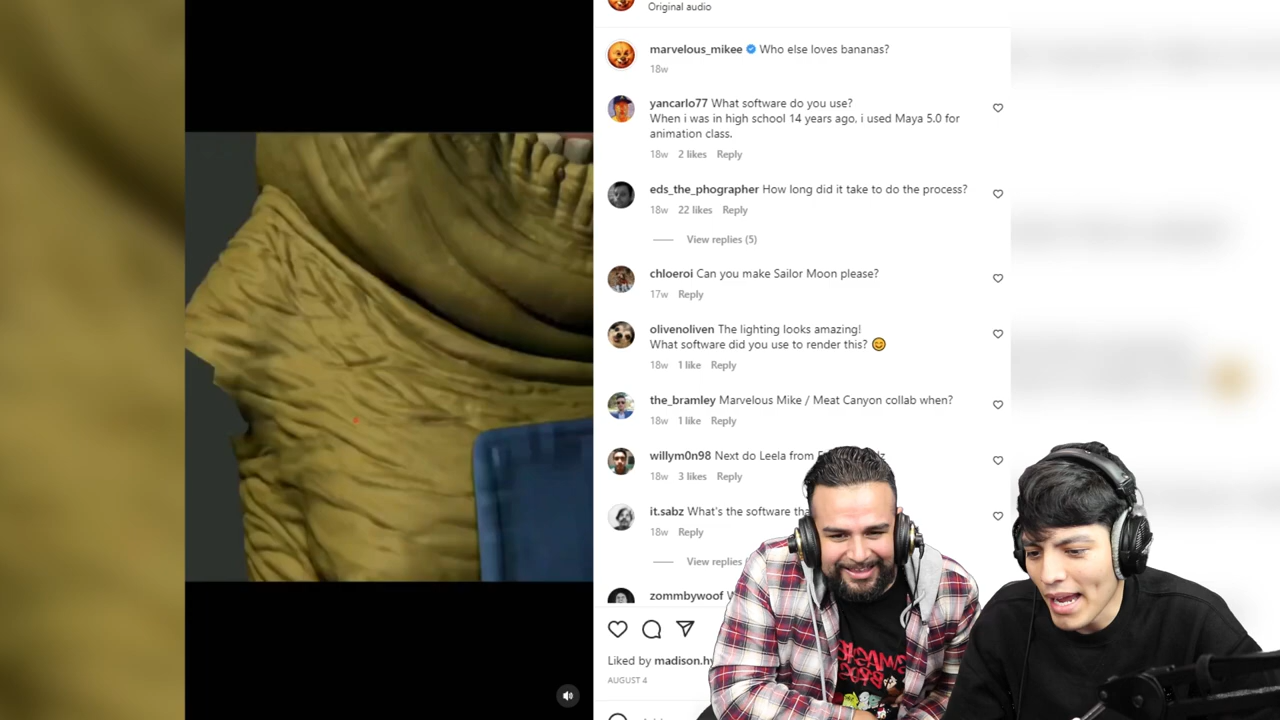 Original audio
marvelous_mikee Who else loves bananas?
18w
yancarlo77 What software do you use?
When i was in high school 14 years ago, i used Maya 5.0 for
animation class.
18w 2 likes Reply
eds_the_phographer How long did it take to do the process?
18w 22 likes Reply
View replies (5)
chloeroi Can you make Sailor Moon please?
17w Reply
olivenoliven The lighting looks amazing!
What software did you use to render this? 😊
18w 1 like Reply
the_bramley Marvelous Mike / Meat Canyon collab when?
18w 1 like Reply
willym0n98 Next do Leela from
18w 3 likes Reply
it.sabz What's the software
18w Reply
View replies
zommbywoof
Liked by
AUGUST 4